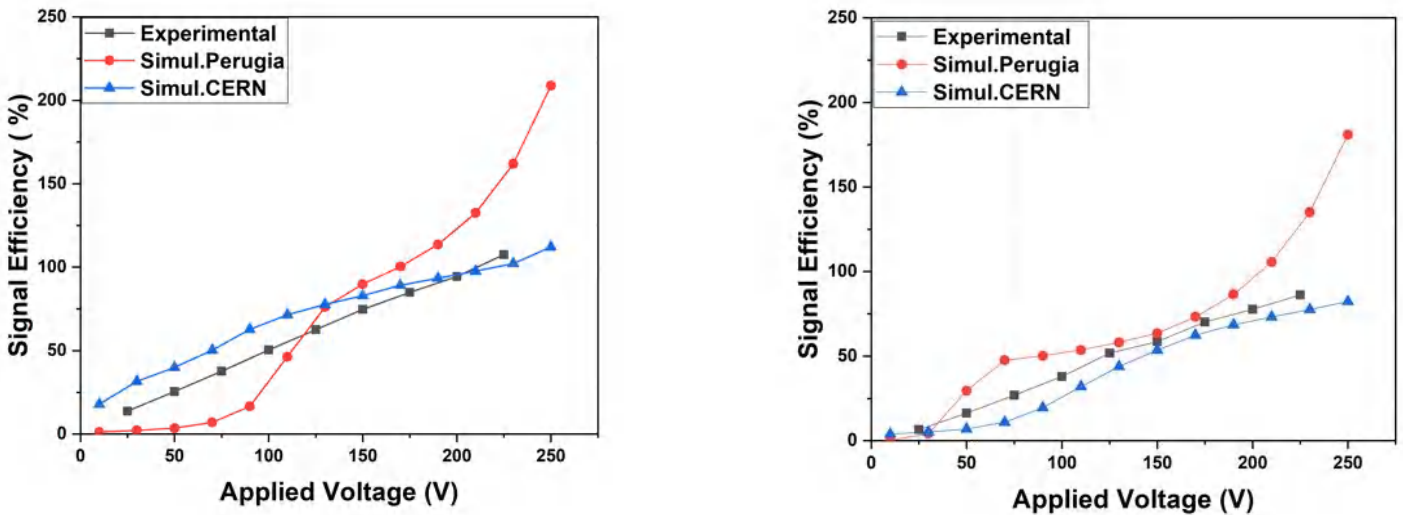 250
200
150
100
50
0
Signal Efficiency ( %)
Experimental
Simul.Perugia
Simul.CERN
0 50 100 150 200 250
Applied Voltage (V)
250
200
150
100
50
0
Signal Efficiency (%)
Experimental
Simul.Perugia
Simul.CERN
0 50 100 150 200 250
Applied Voltage (V)